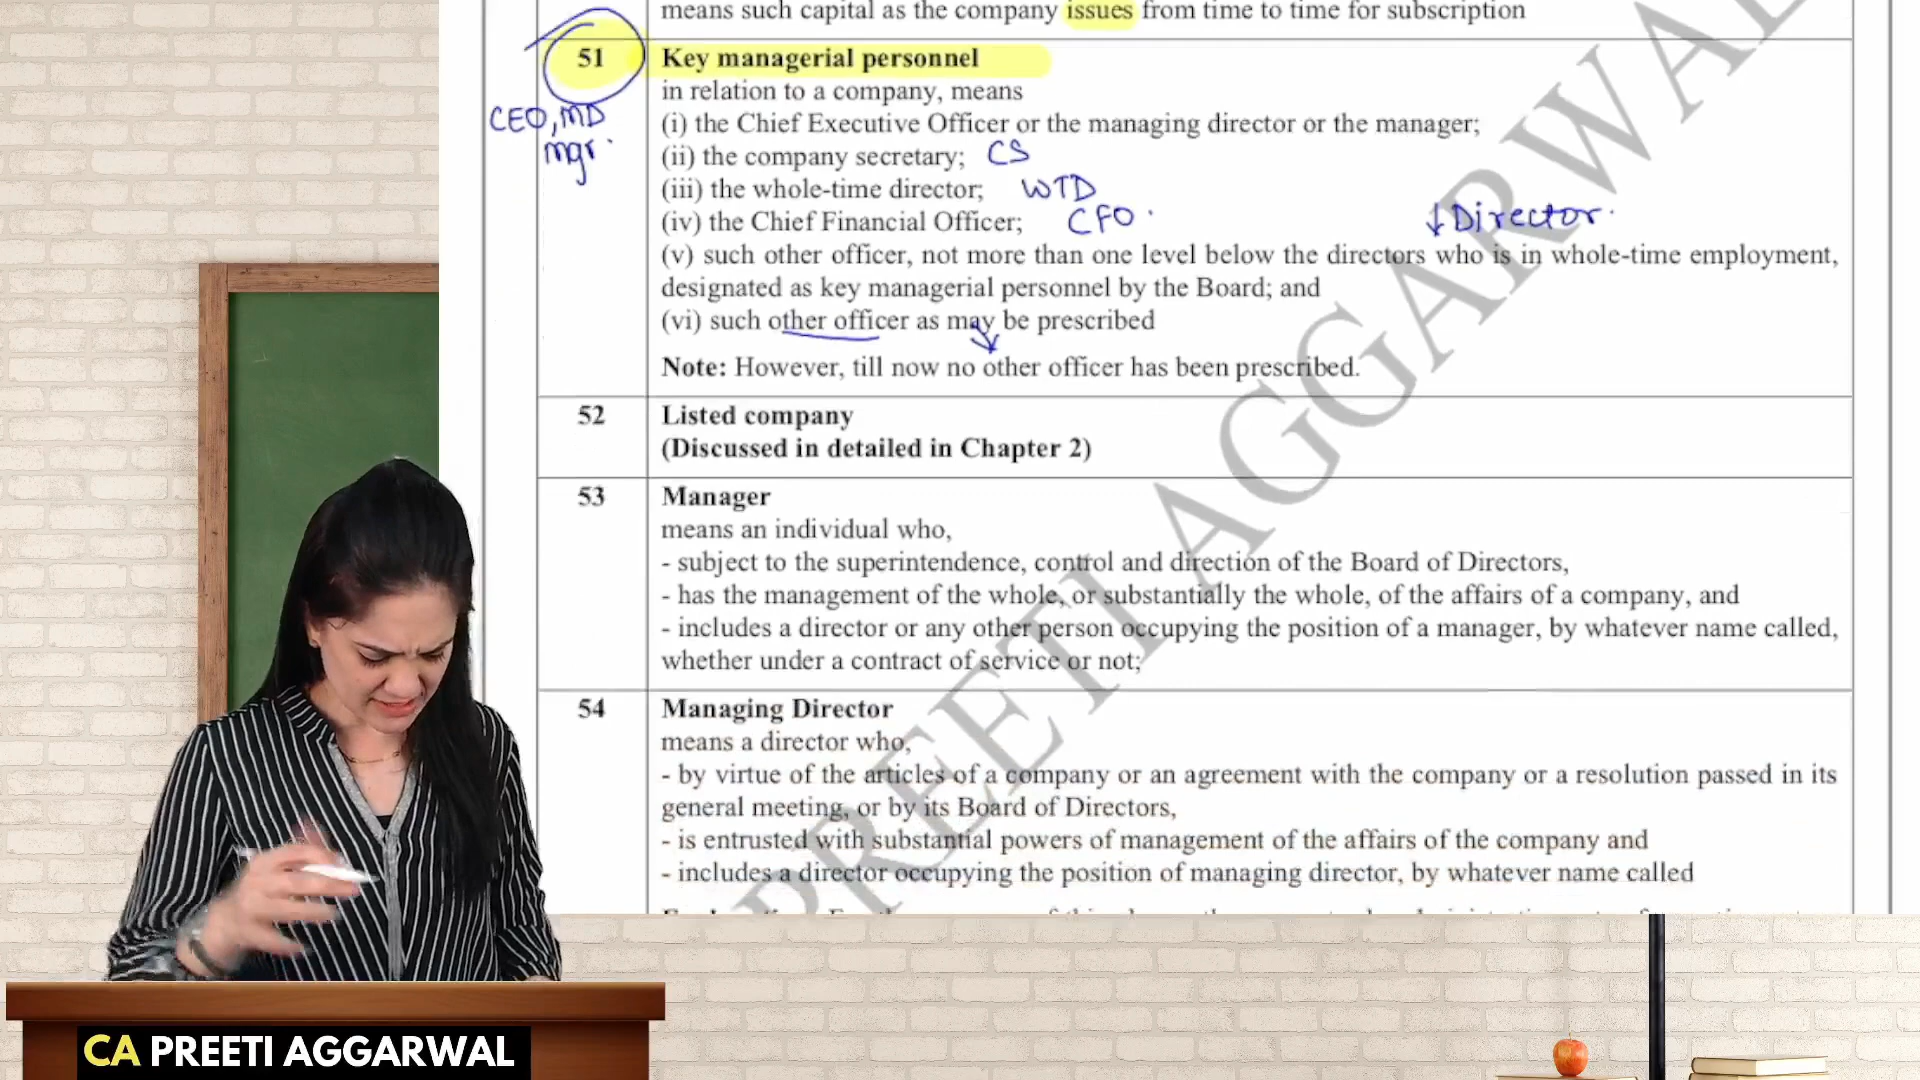 means such capital as the company issues from time to time for subscription
51
Key managerial personnel
in relation to a company, means
CEO, MD
mgr.
(i) the Chief Executive Officer or the managing director or the manager;
(ii) the company secretary; CS
(iii) the whole-time director; WTD
(iv) the Chief Financial Officer; CFO.
↓Director.
(v) such other officer, not more than one level below the directors who is in whole-time employment,
designated as key managerial personnel by the Board; and
(vi) such other officer as may be prescribed
Note: However, till now no other officer has been prescribed.
52
Listed company
(Discussed in detailed in Chapter 2)
53
Manager
means an individual who,
- subject to the superintendence, control and direction of the Board of Directors,
- has the management of the whole, or substantially the whole, of the affairs of a company, and
- includes a director or any other person occupying the position of a manager, by whatever name called,
whether under a contract of service or not;
54
Managing Director
means a director who,
- by virtue of the articles of a company or an agreement with the company or a resolution passed in its
general meeting, or by its Board of Directors,
- is entrusted with substantial powers of management of the affairs of the company and
- includes a director occupying the position of managing director, by whatever name called
PREETI AGGARWAL
CA PREETI AGGARWAL